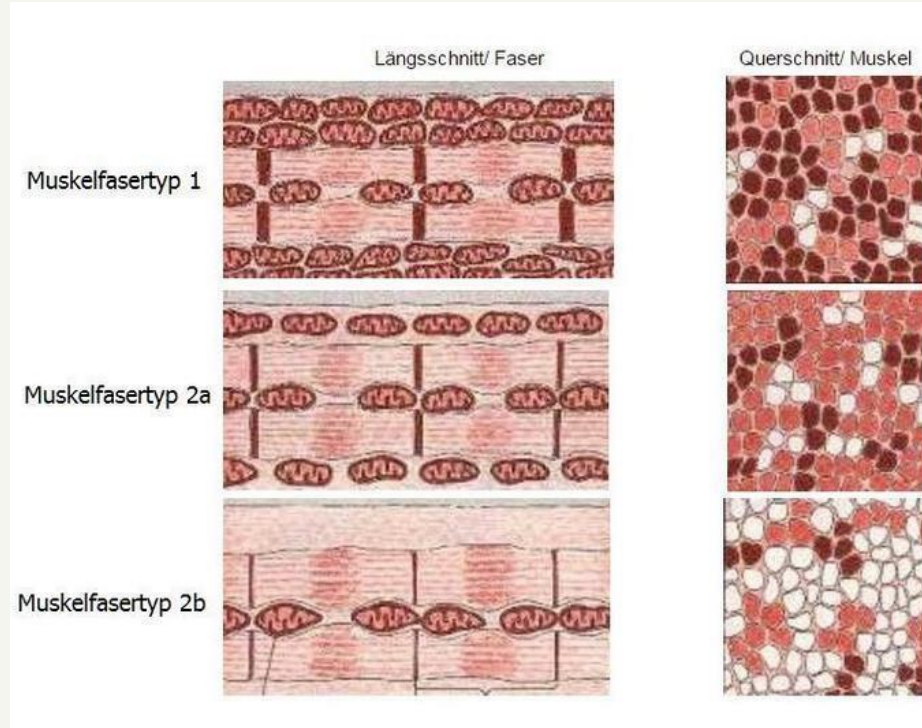 Längsschnitt/ Faser
Querschnitt/ Muskel
Muskelfasertyp 1
Muskelfasertyp 2a
Muskelfasertyp 2b